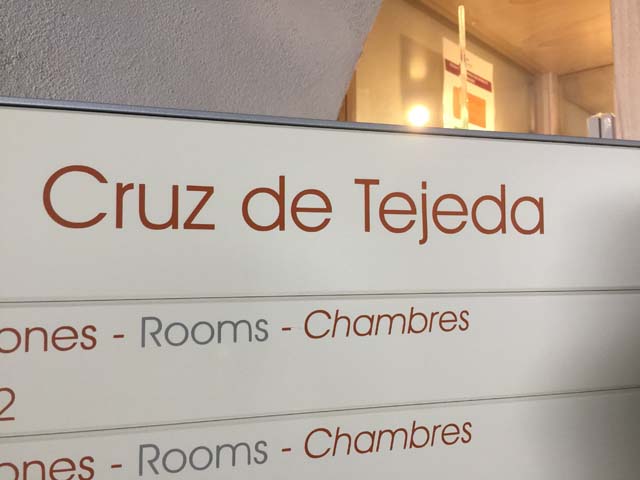 Cruz de Tejeda
ones - Rooms - Chambres
2
ones - Rooms - Chambres